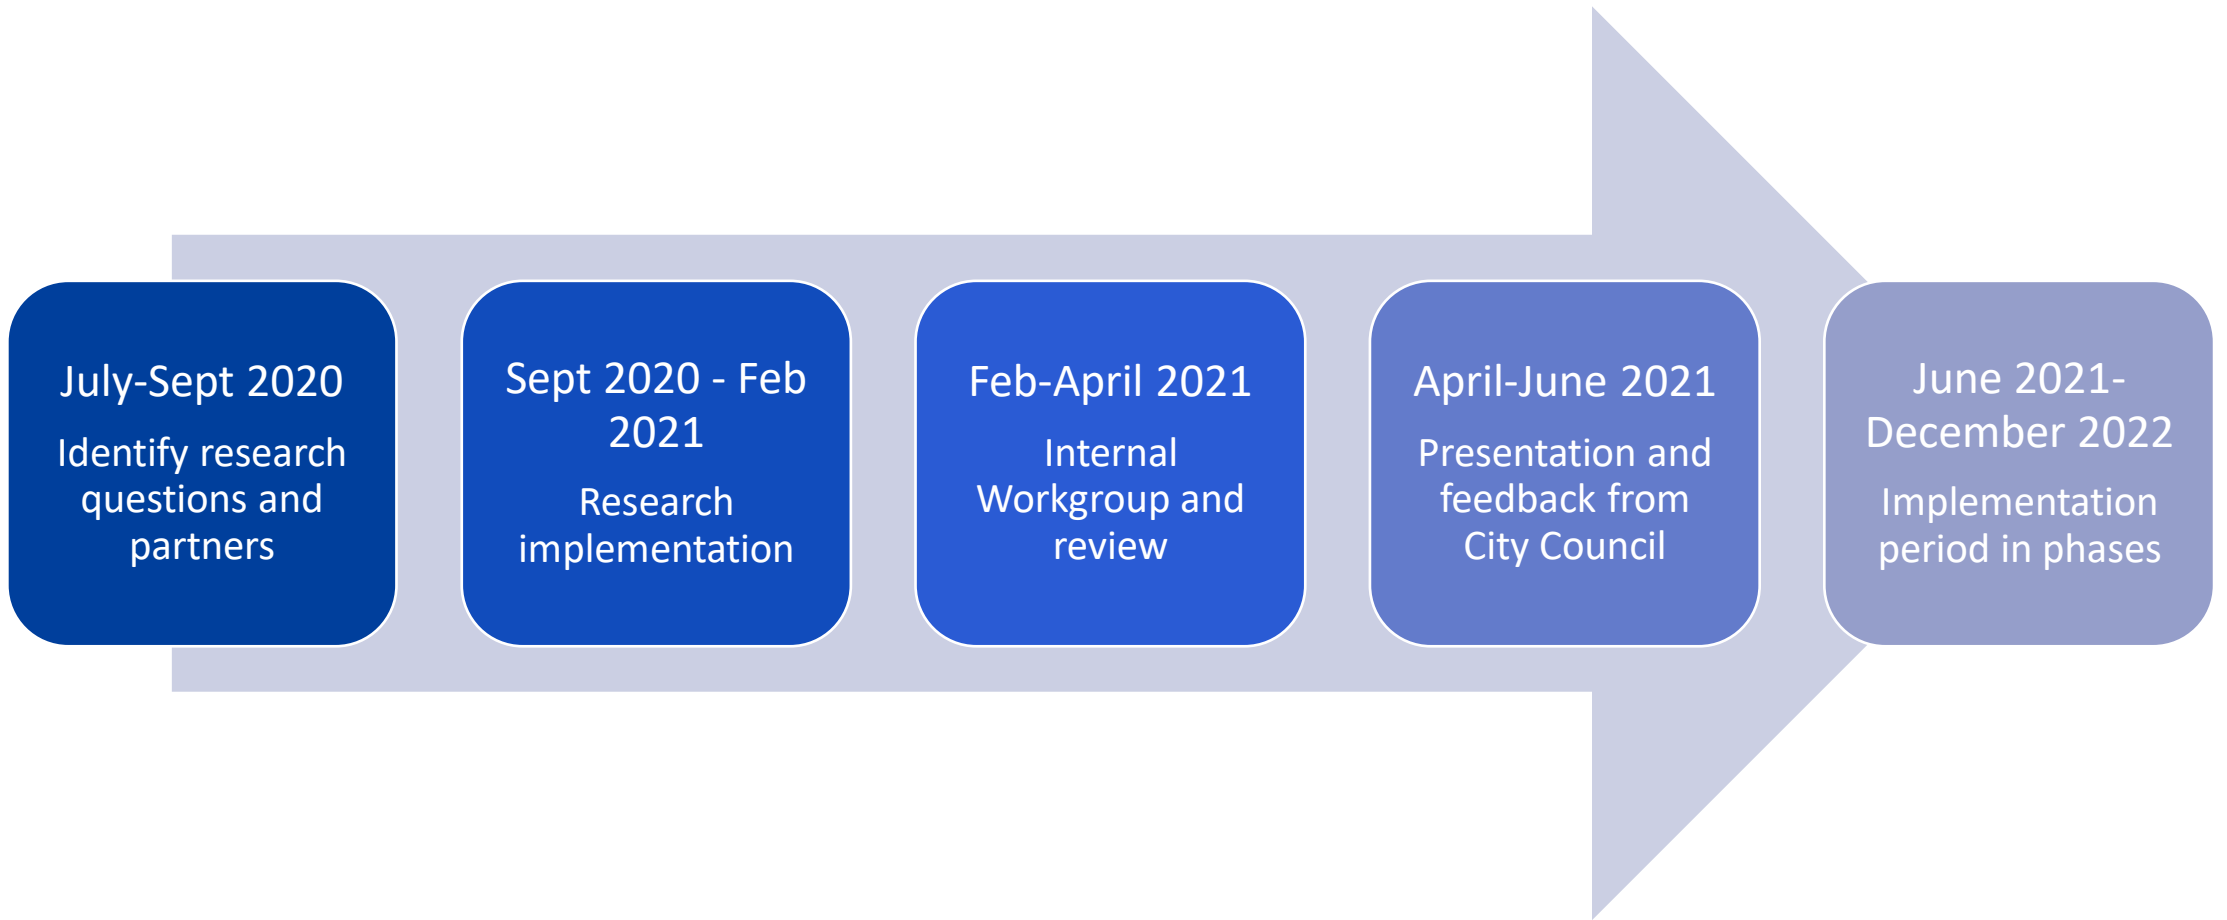 July-Sept 2020
Identify research
questions and
partners
Sept 2020 - Feb
2021
Research
implementation
Feb-April 2021
Internal
Workgroup and
review
April-June 2021
Presentation and
feedback from
City Council
June 2021-
December 2022
Implementation
period in phases